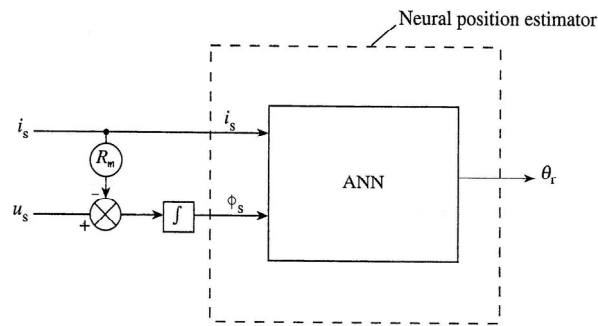 Neural position estimator
i_s
i_s
R_m
ANN
θ_r
−
u_s
+
∫
ϕ_s